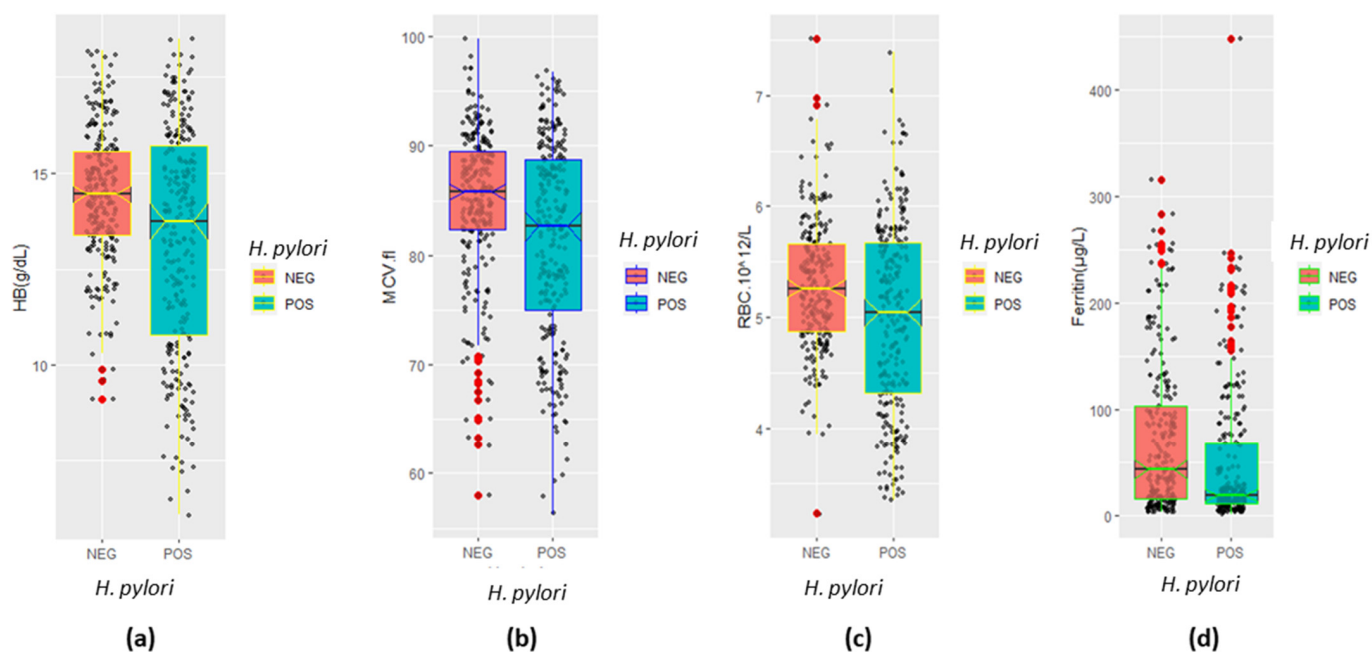 HB(g/dL)
15
10
NEG
POS
H. pylori
H. pylori
NEG
POS
(a)
MCV.fl
100
90
80
70
60
NEG
POS
H. pylori
H. pylori
NEG
POS
(b)
RBC.10^12/L
7
6
5
4
NEG
POS
H. pylori
H. pylori
NEG
POS
(c)
Ferritin(µg/L)
400
300
200
100
0
NEG
POS
H. pylori
H. pylori
NEG
POS
(d)